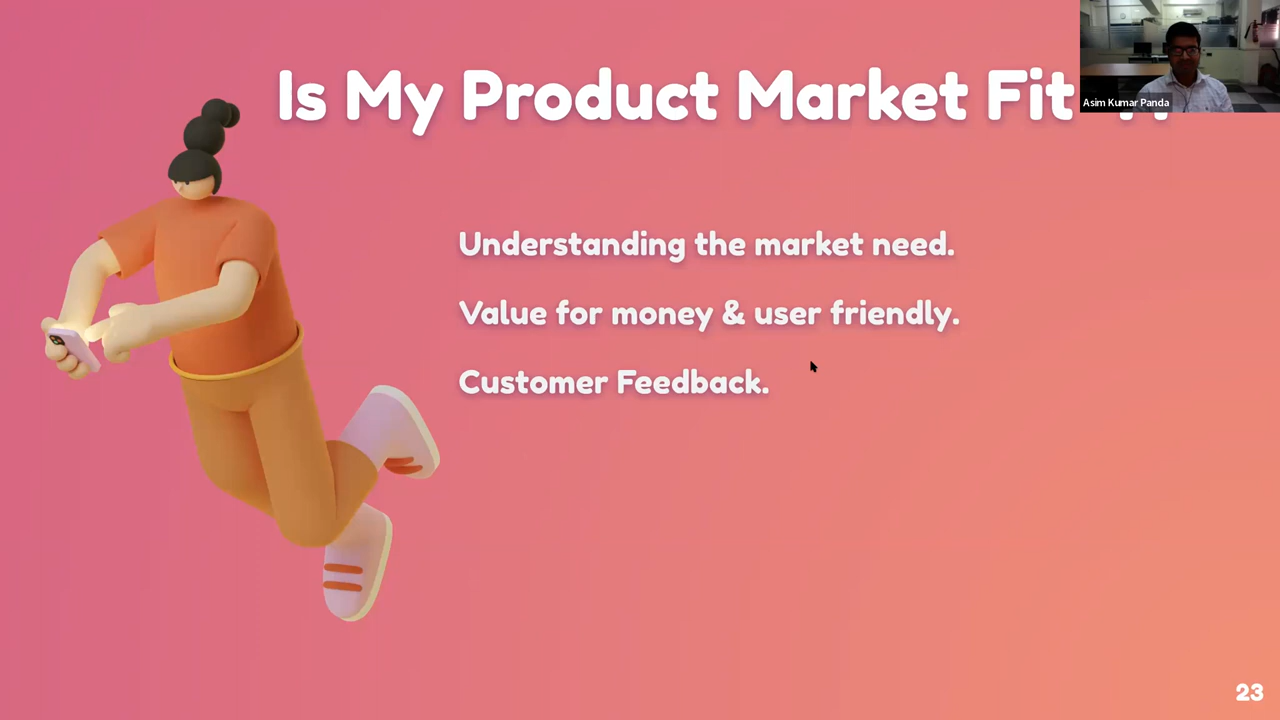 Is My Product Market Fit
Asim Kumar Panda
Understanding the market need.
Value for money & user friendly.
Customer Feedback.
23